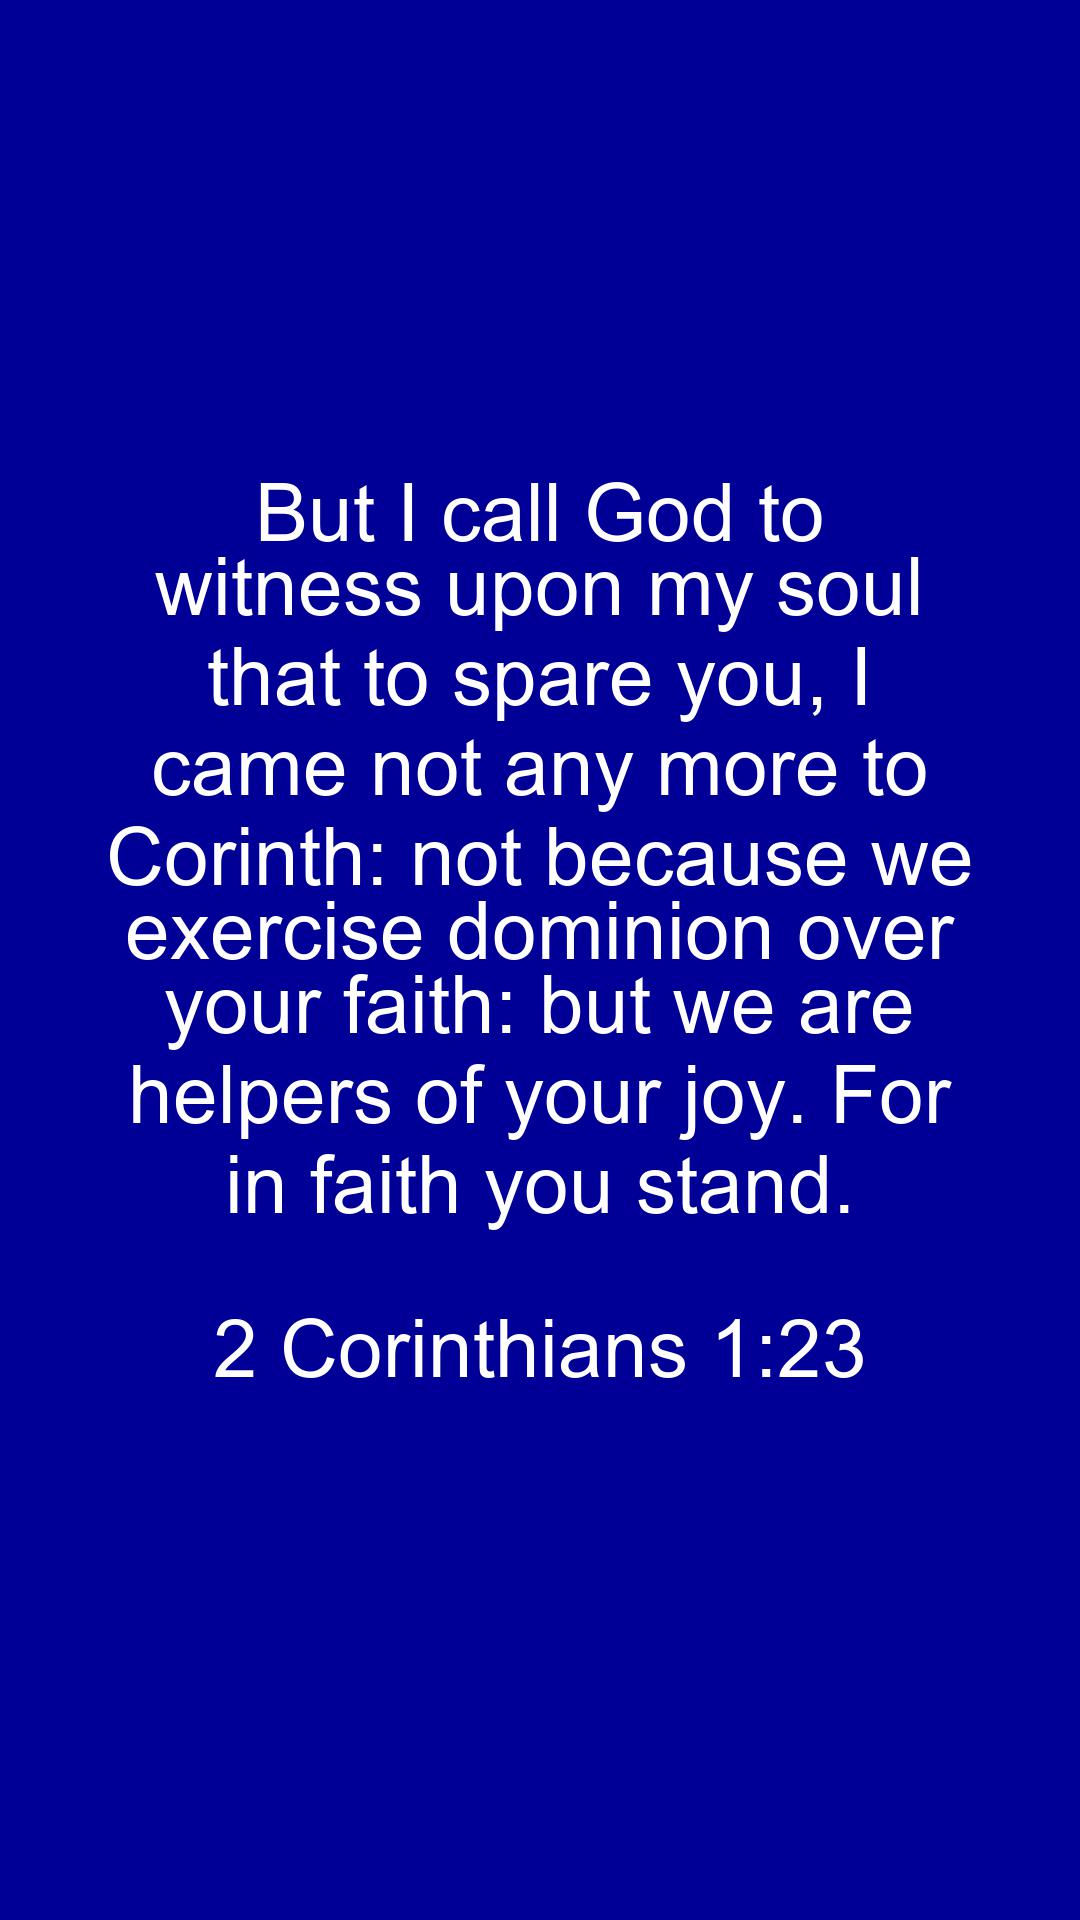 But I call God to
witness upon my soul
that to spare you, I
came not any more to
Corinth: not because we
exercise dominion over
your faith: but we are
helpers of your joy. For
in faith you stand.
2 Corinthians 1:23